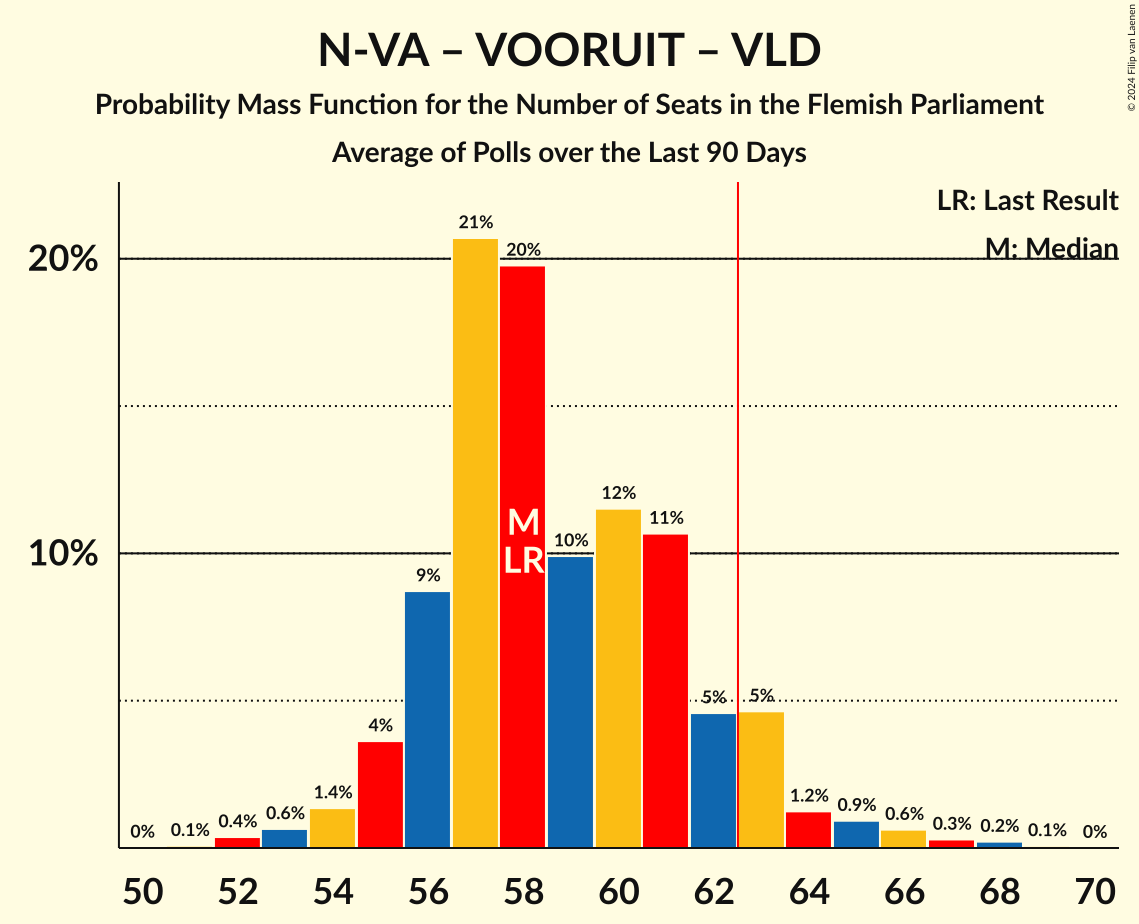 N-VA – VOORUIT – VLD
Probability Mass Function for the Number of Seats in the Flemish Parliament
Average of Polls over the Last 90 Days
© 2024 Filip van Laenen
LR: Last Result
M: Median
20%
10%
0%
0.1%
0.4%
0.6%
1.4%
4%
9%
21%
20%
M
LR
10%
12%
11%
5%
5%
1.2%
0.9%
0.6%
0.3%
0.2%
0.1%
0%
50 52 54 56 58 60 62 64 66 68 70